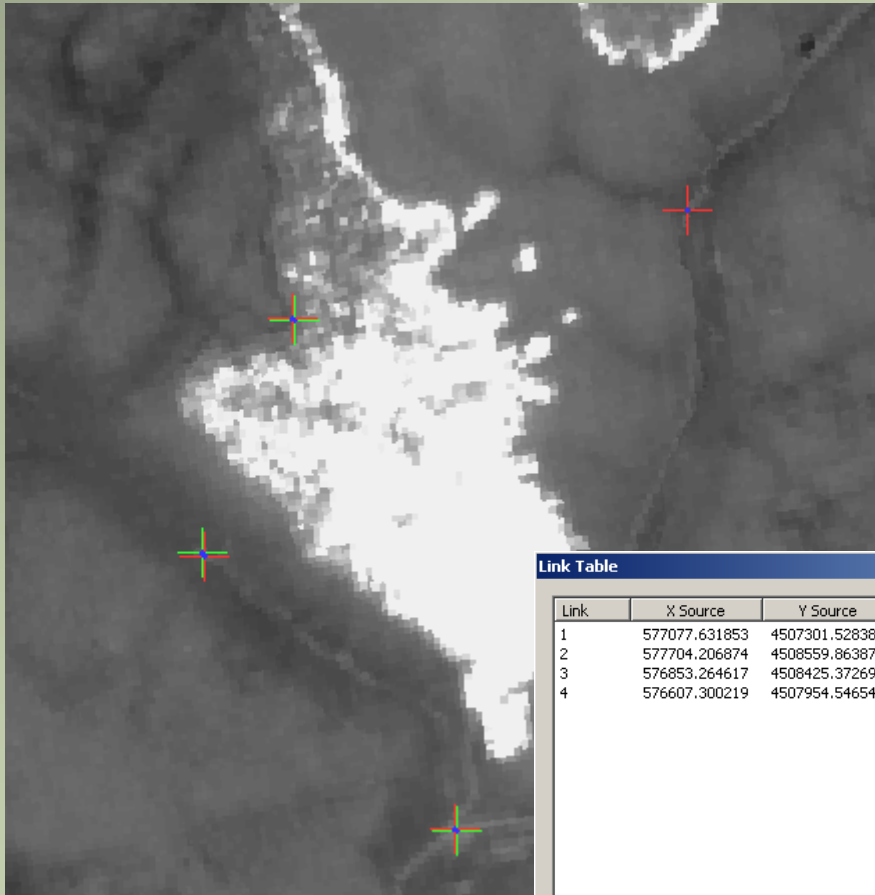 Link Table
Link X Source Y Source
1 577077.631853 4507301.52838
2 577704.206874 4508559.86387
3 576853.264617 4508425.37269
4 576607.300219 4507954.54654